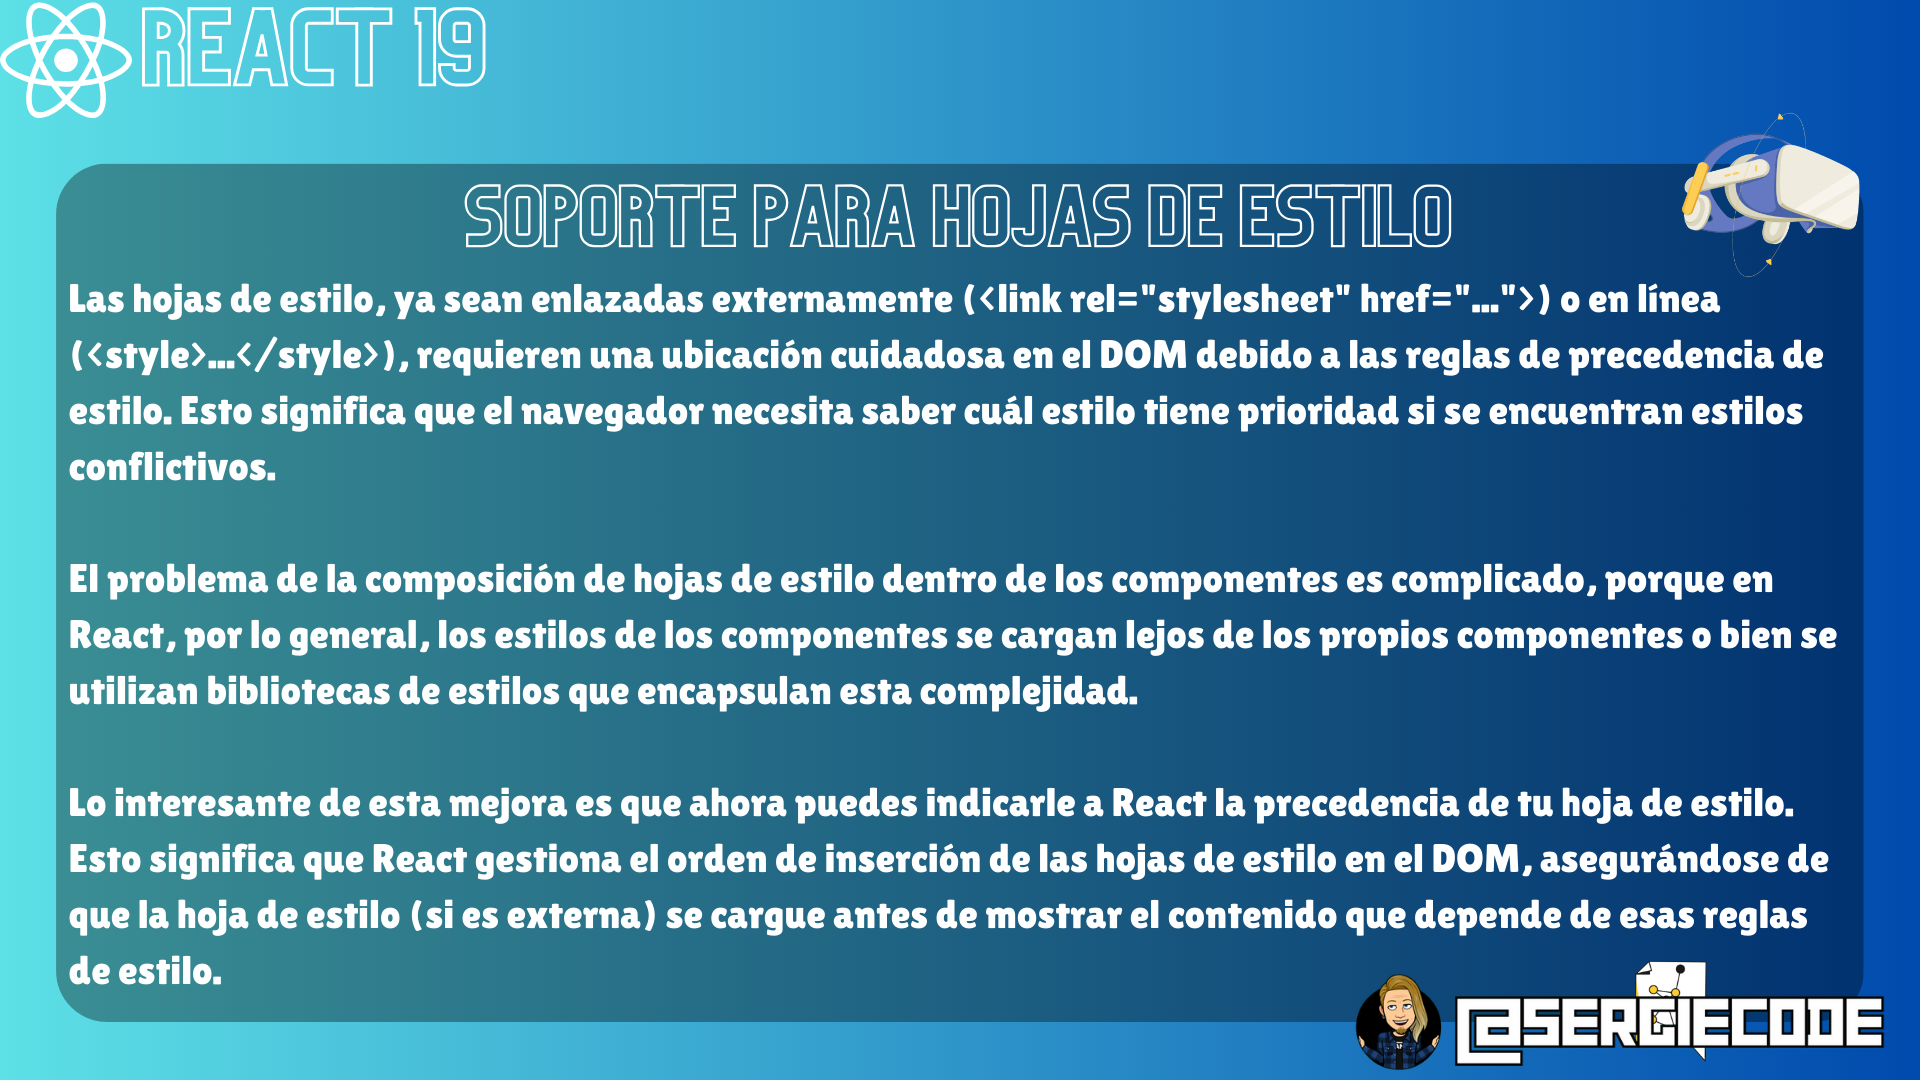 REACT 19
SOPORTE PARA HOJAS DE ESTILO
Las hojas de estilo, ya sean enlazadas externamente (<link rel="stylesheet" href="...">) o en línea
(<style>...</style>), requieren una ubicación cuidadosa en el DOM debido a las reglas de precedencia de
estilo. Esto significa que el navegador necesita saber cuál estilo tiene prioridad si se encuentran estilos
conflictivos.
El problema de la composición de hojas de estilo dentro de los componentes es complicado, porque en
React, por lo general, los estilos de los componentes se cargan lejos de los propios componentes o bien se
utilizan bibliotecas de estilos que encapsulan esta complejidad.
Lo interesante de esta mejora es que ahora puedes indicarle a React la precedencia de tu hoja de estilo.
Esto significa que React gestiona el orden de inserción de las hojas de estilo en el DOM, asegurándose de
que la hoja de estilo (si es externa) se cargue antes de mostrar el contenido que depende de esas reglas
de estilo.
@SERGIECODE